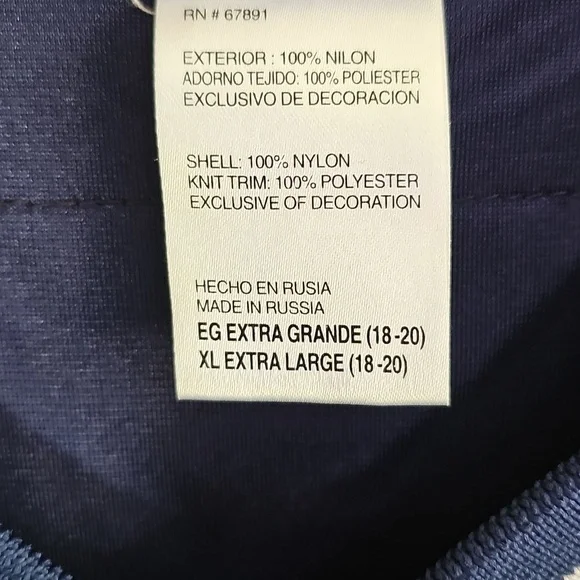 RN # 67891
EXTERIOR : 100% NILON
ADORNO TEJIDO: 100% POLIESTER
EXCLUSIVO DE DECORACION
SHELL: 100% NYLON
KNIT TRIM: 100% POLYESTER
EXCLUSIVE OF DECORATION
HECHO EN RUSIA
MADE IN RUSSIA
EG EXTRA GRANDE (18-20)
XL EXTRA LARGE (18-20)